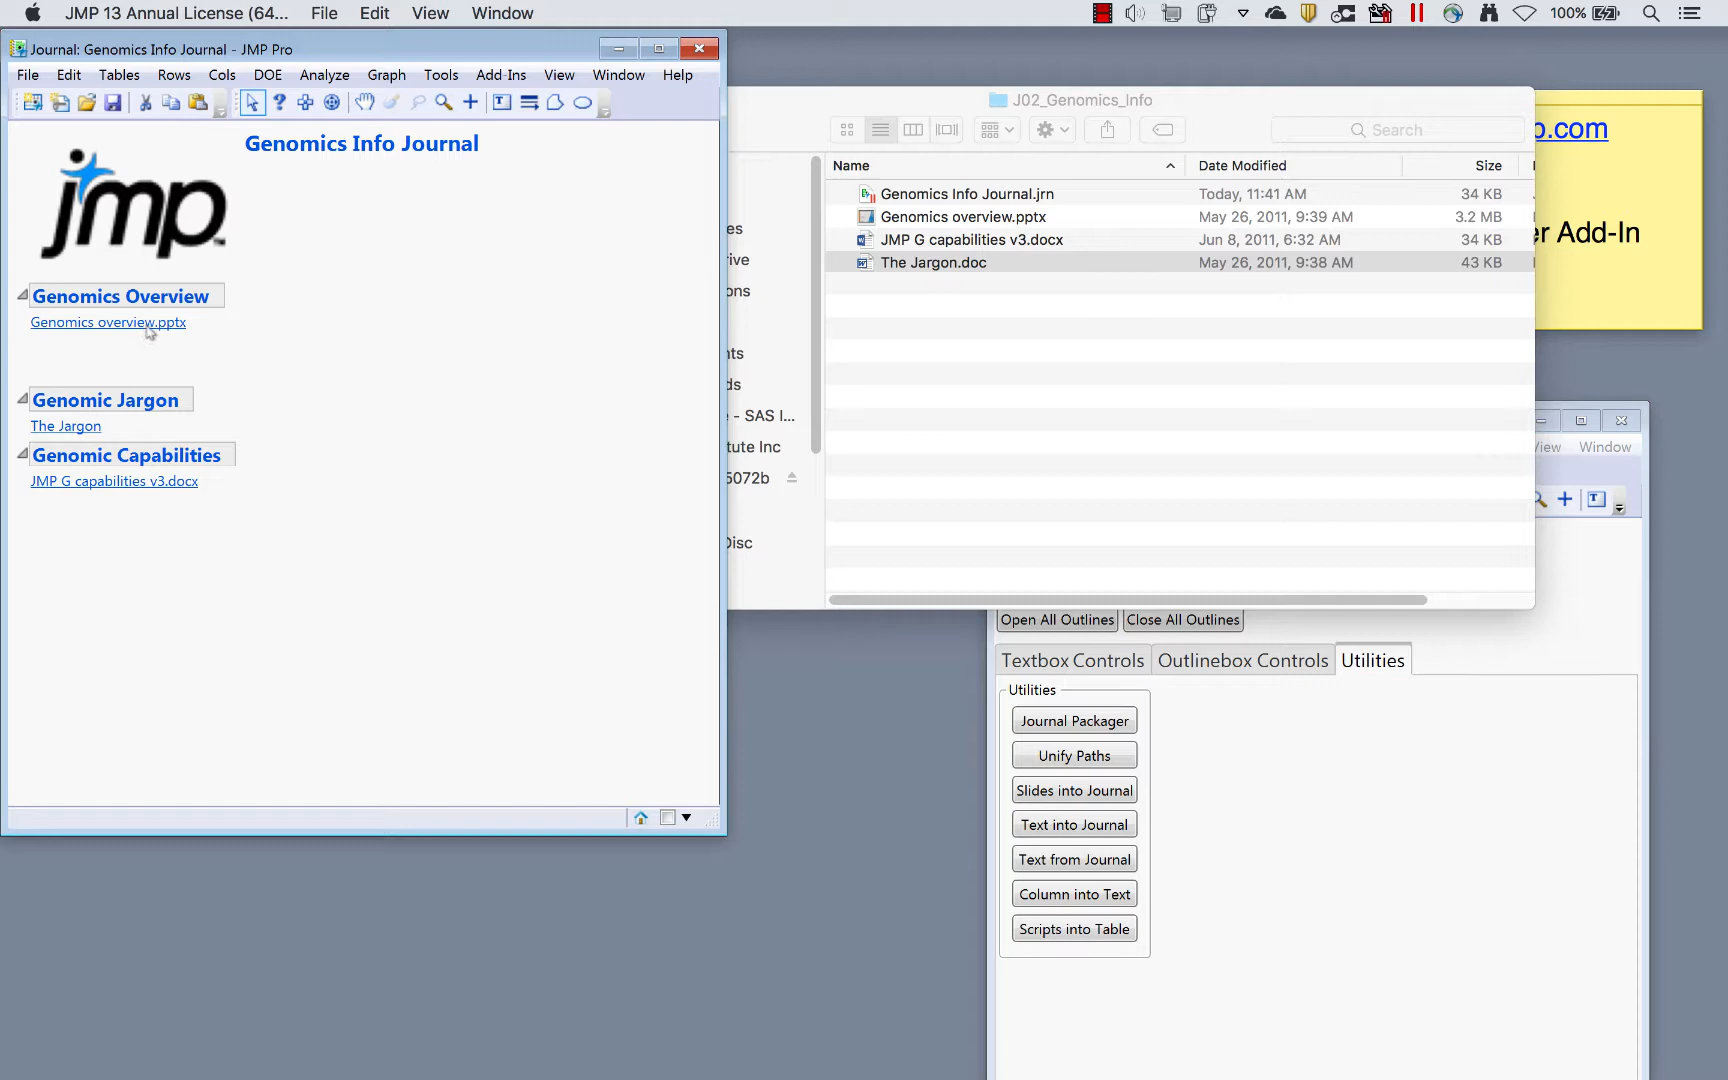 JMP 13 Annual License (64... File Edit View Window
100%
Journal: Genomics Info Journal - JMP Pro
File Edit Tables Rows Cols DOE Analyze Graph Tools Add-Ins View Window Help
Genomics Info Journal
jmp
Genomics Overview
Genomics overview.pptx
Genomic Jargon
The Jargon
Genomic Capabilities
JMP G capabilities v3.docx
J02_Genomics_Info
Search
Name Date Modified Size
Genomics Info Journal.jrn Today, 11:41 AM 34 KB
Genomics overview.pptx May 26, 2011, 9:39 AM 3.2 MB
JMP G capabilities v3.docx Jun 8, 2011, 6:32 AM 34 KB
The Jargon.doc May 26, 2011, 9:38 AM 43 KB
es
rive
ons
nts
ds
e - SAS I...
tute Inc
5072b
Disc
p.com
er Add-In
View Window
Open All Outlines Close All Outlines
Textbox Controls Outlinebox Controls Utilities
Utilities
Journal Packager
Unify Paths
Slides into Journal
Text into Journal
Text from Journal
Column into Text
Scripts into Table